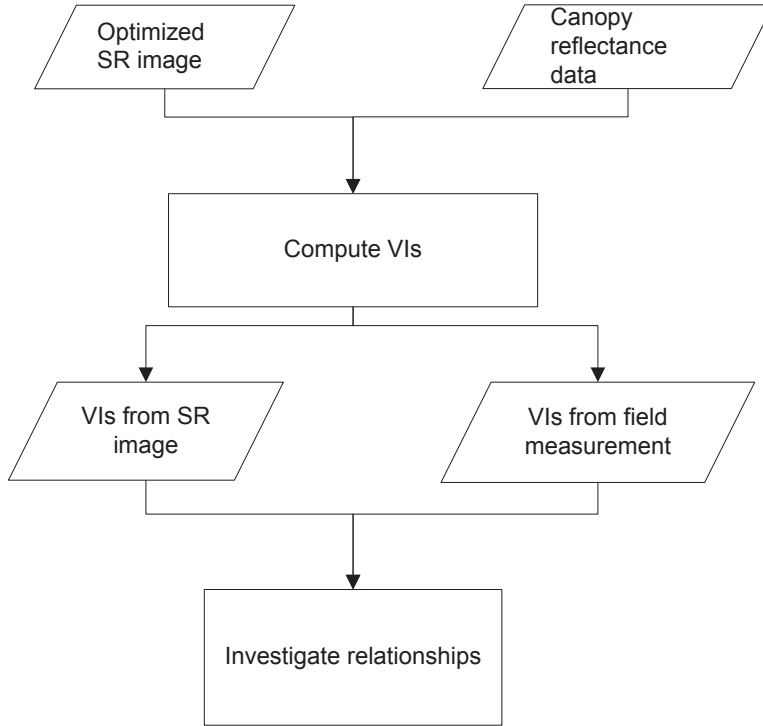 Optimized
SR image
Canopy
reflectance
data
Compute VIs
VIs from SR
image
VIs from field
measurement
Investigate relationships